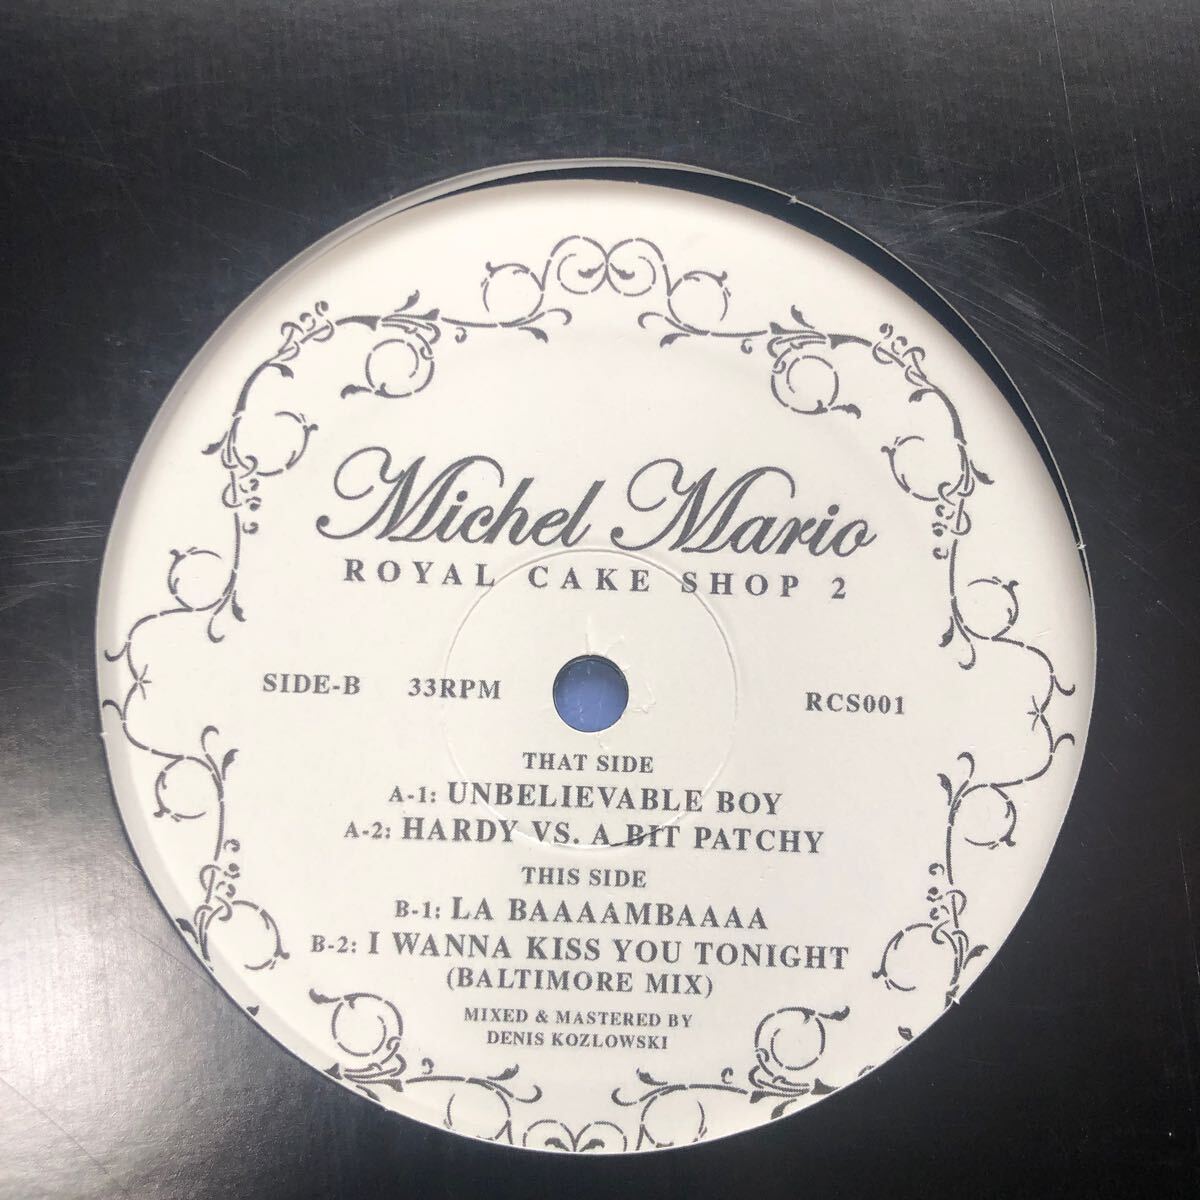 Michel Mario
ROYAL CAKE SHOP 2
SIDE-B 33RPM RCS001
THAT SIDE
A-1: UNBELIEVABLE BOY
A-2: HARDY VS. A BIT PATCHY
THIS SIDE
B-1: LA BAAAAMBAAAA
B-2: I WANNA KISS YOU TONIGHT
(BALTIMORE MIX)
MIXED & MASTERED BY
DENIS KOZLOWSKI